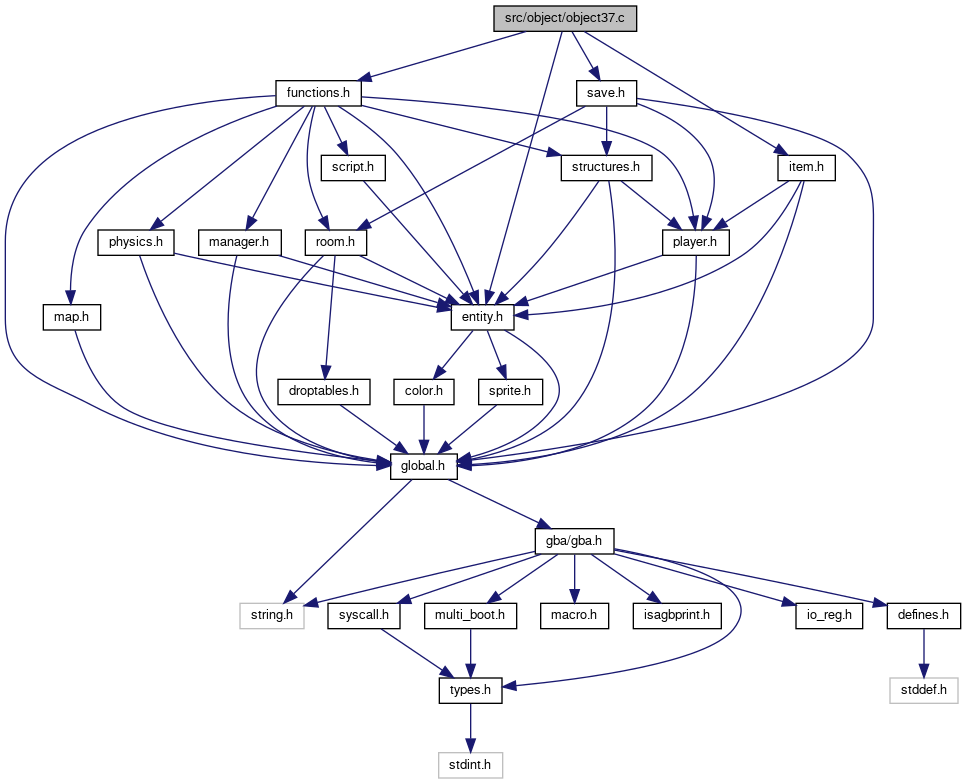 src/object/object37.c
functions.h
save.h
script.h
structures.h
item.h
physics.h
manager.h
room.h
player.h
map.h
entity.h
droptables.h
color.h
sprite.h
global.h
gba/gba.h
string.h
syscall.h
multi_boot.h
macro.h
isagbprint.h
io_reg.h
defines.h
types.h
stddef.h
stdint.h